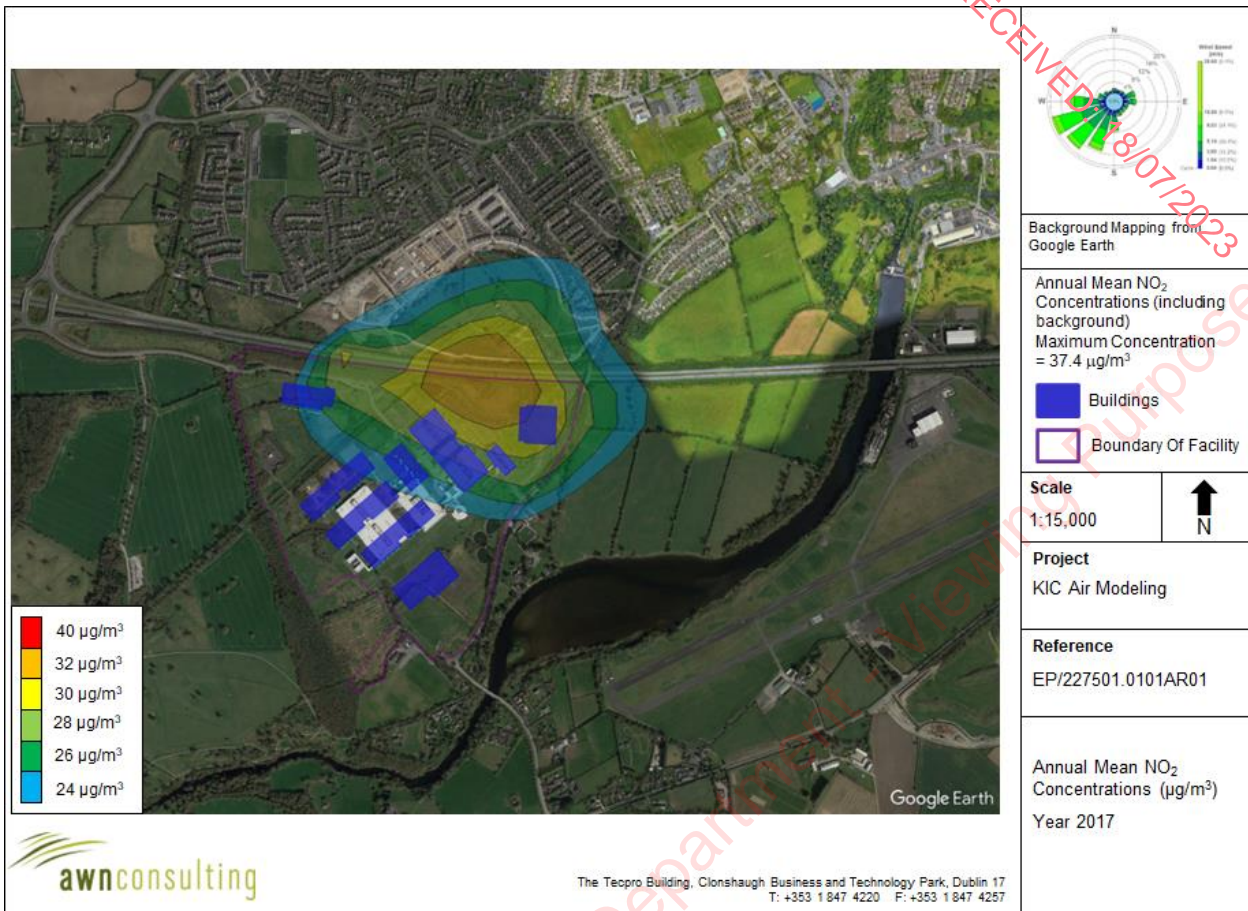 RECEIVED: 18/07/2023
N
W
E
S
Background Mapping from
Google Earth
Annual Mean NO₂
Concentrations (including
background)
Maximum Concentration
= 37.4 μg/m³
Buildings
Boundary Of Facility
Scale
1:15,000
N
Project
KIC Air Modeling
Reference
EP/227501.0101AR01
Annual Mean NO₂
Concentrations (μg/m³)
Year 2017
40 μg/m³
32 μg/m³
30 μg/m³
28 μg/m³
26 μg/m³
24 μg/m³
Google Earth
awnconsulting
The Tecpro Building, Clonshaugh Business and Technology Park, Dublin 17
T: +353 1 847 4220 F: +353 1 847 4257
Department - Viewing Purpose